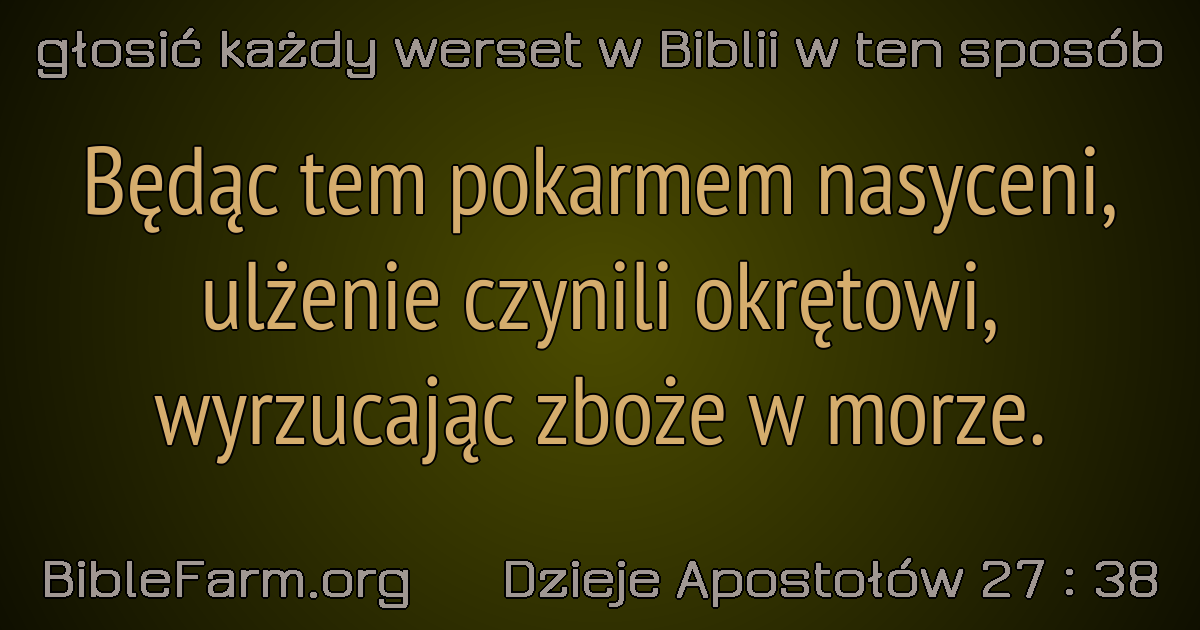 głosić każdy werset w Biblii w ten sposób
Będąc tem pokarmem nasyceni,
ulżenie czynili okrętowi,
wyrzucając zboże w morze.
BibleFarm.org Dzieje Apostołów 27 : 38